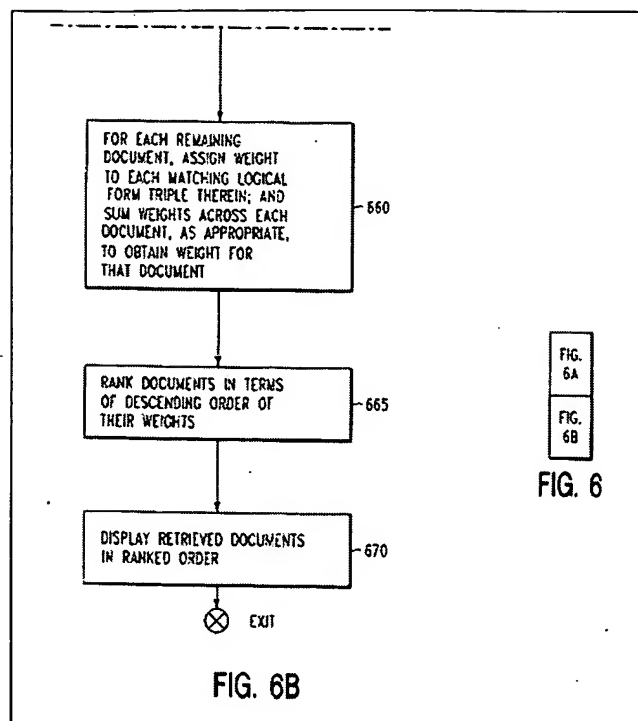 FOR EACH REMAINING
DOCUMENT, ASSIGN WEIGHT
TO EACH MATCHING LOGICAL
FORM TRIPLE THEREIN; AND
SUM WEIGHTS ACROSS EACH
DOCUMENT, AS APPROPRIATE,
TO OBTAIN WEIGHT FOR
THAT DOCUMENT
660
RANK DOCUMENTS IN TERMS
OF DESCENDING ORDER OF
THEIR WEIGHTS
665
DISPLAY RETRIEVED DOCUMENTS
IN RANKED ORDER
670
EXIT
FIG. 6B
FIG.
6A
FIG.
6B
FIG. 6